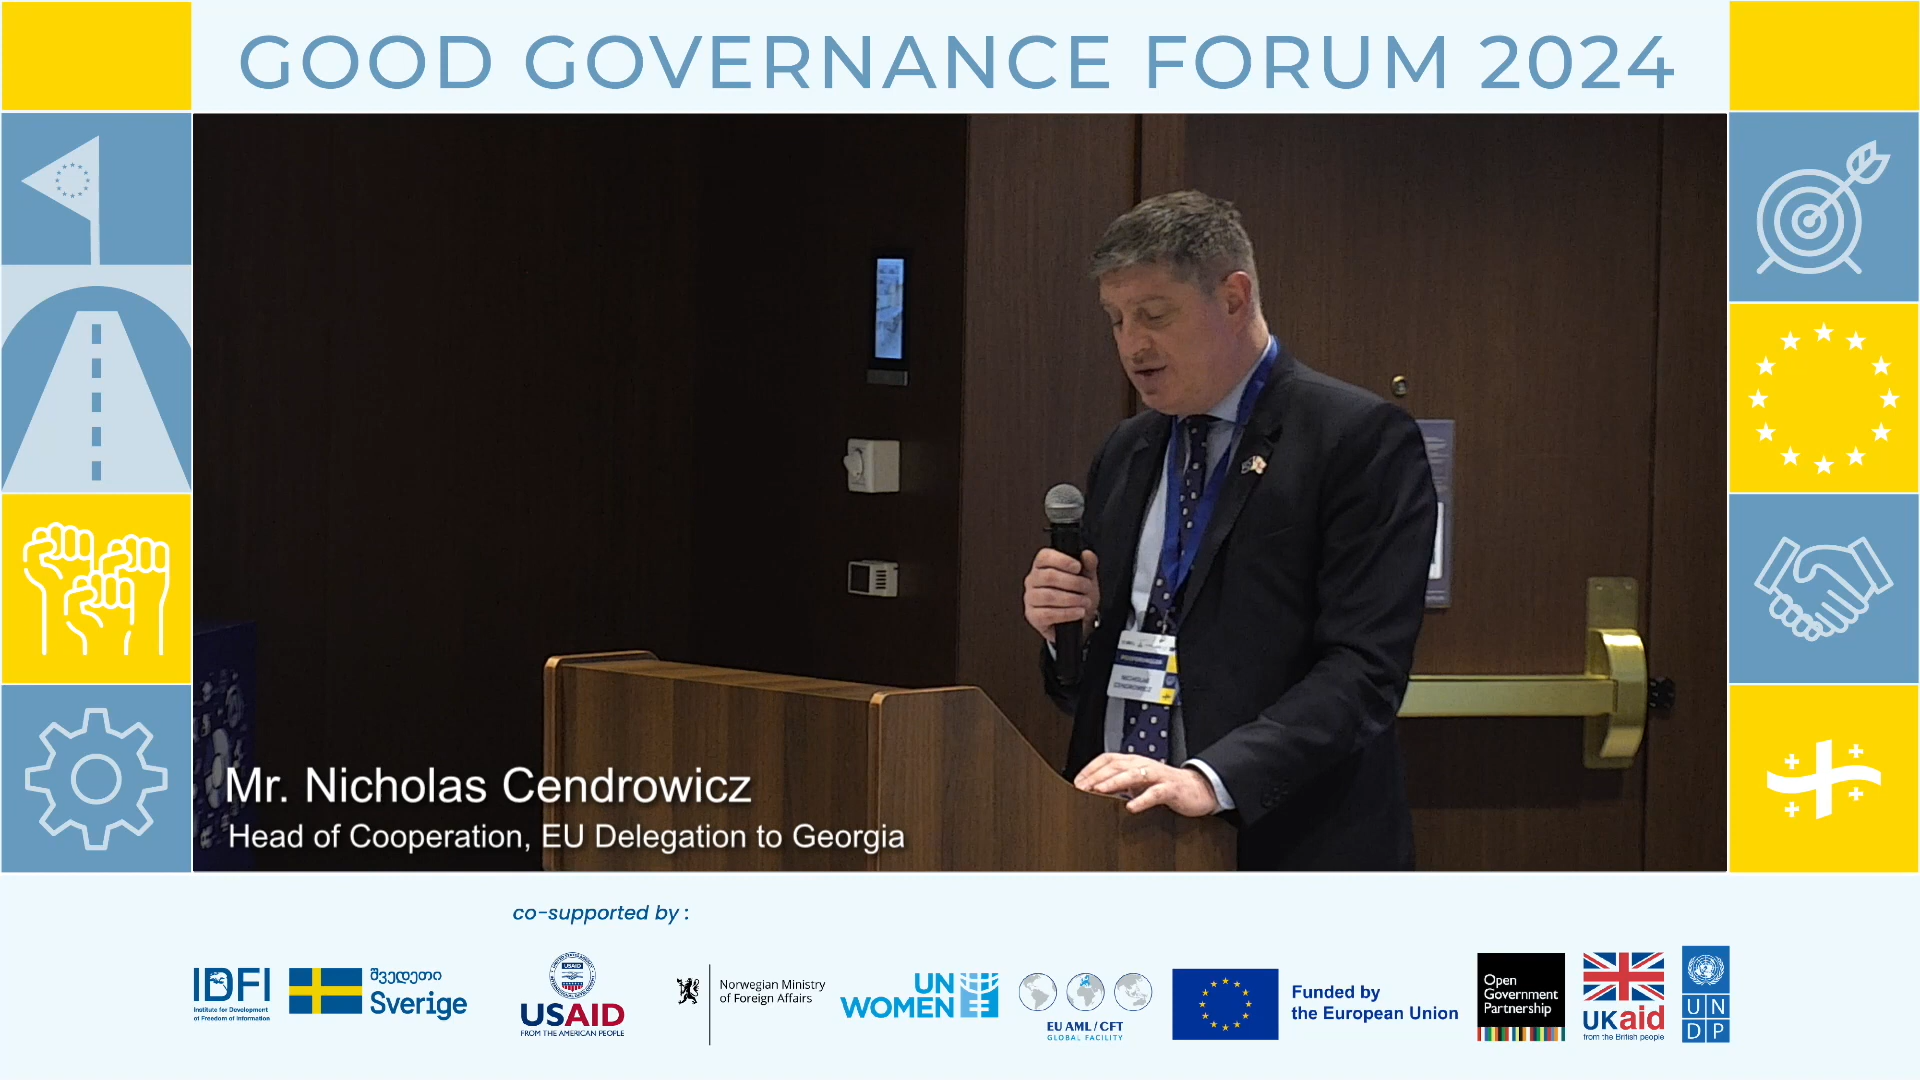 GOOD GOVERNANCE FORUM 2024
NICHOLAS
CENDROWICZ
Mr. Nicholas Cendrowicz
Head of Cooperation, EU Delegation to Georgia
co-supported by :
IDFI
Institute for Development
of Freedom of Information
შვედეთი
Sverige
USAID
USAID
FROM THE AMERICAN PEOPLE
Norwegian Ministry
of Foreign Affairs
UN
WOMEN
EU AML / CFT
GLOBAL FACILITY
Funded by
the European Union
Open
Government
Partnership
UKaid
from the British people
U N
D P